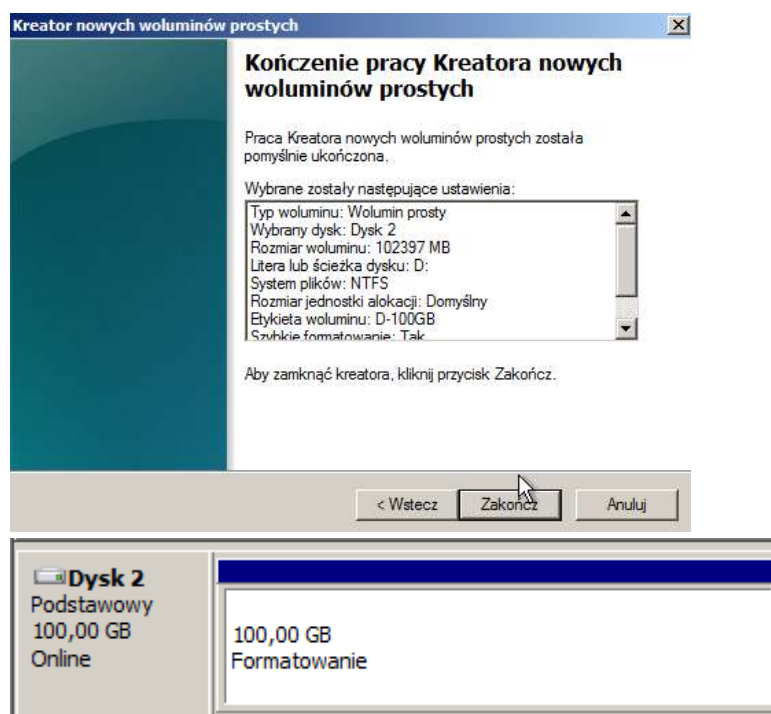 Kreator nowych woluminów prostych
Kończenie pracy Kreatora nowych
woluminów prostych
Praca Kreatora nowych woluminów prostych została
pomyślnie ukończona.
Wybrane zostały następujące ustawienia:
Typ woluminu: Wolumin prosty
Wybrany dysk: Dysk 2
Rozmiar woluminu: 102397 MB
Litera lub ścieżka dysku: D:
System plików: NTFS
Rozmiar jednostki alokacji: Domyślny
Etykieta woluminu: D-100GB
Szybkie formatowanie: Tak
Aby zamknąć kreatora, kliknij przycisk Zakończ.
< Wstecz Zakończ Anuluj
Dysk 2
Podstawowy
100,00 GB
Online
100,00 GB
Formatowanie